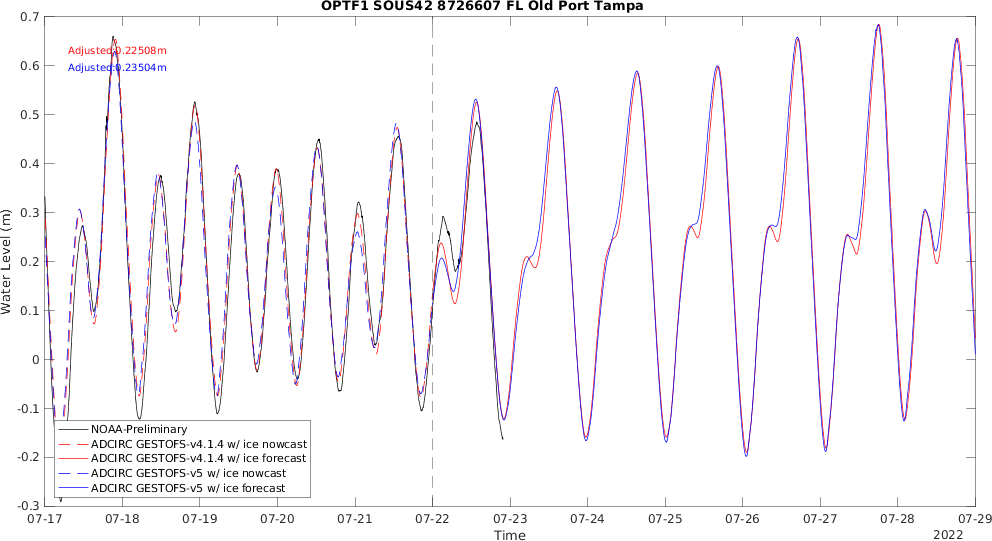 OPTF1 SOUS42 8726607 FL Old Port Tampa
0.7
0.6
0.5
0.4
0.3
0.2
0.1
0
-0.1
-0.2
-0.3
Water Level (m)
Adjusted:0.22508m
Adjusted:0.23504m
NOAA-Preliminary
ADCIRC GESTOFS-v4.1.4 w/ ice nowcast
ADCIRC GESTOFS-v4.1.4 w/ ice forecast
ADCIRC GESTOFS-v5 w/ ice nowcast
ADCIRC GESTOFS-v5 w/ ice forecast
07-17 07-18 07-19 07-20 07-21 07-22 07-23 07-24 07-25 07-26 07-27 07-28 07-29
Time
2022